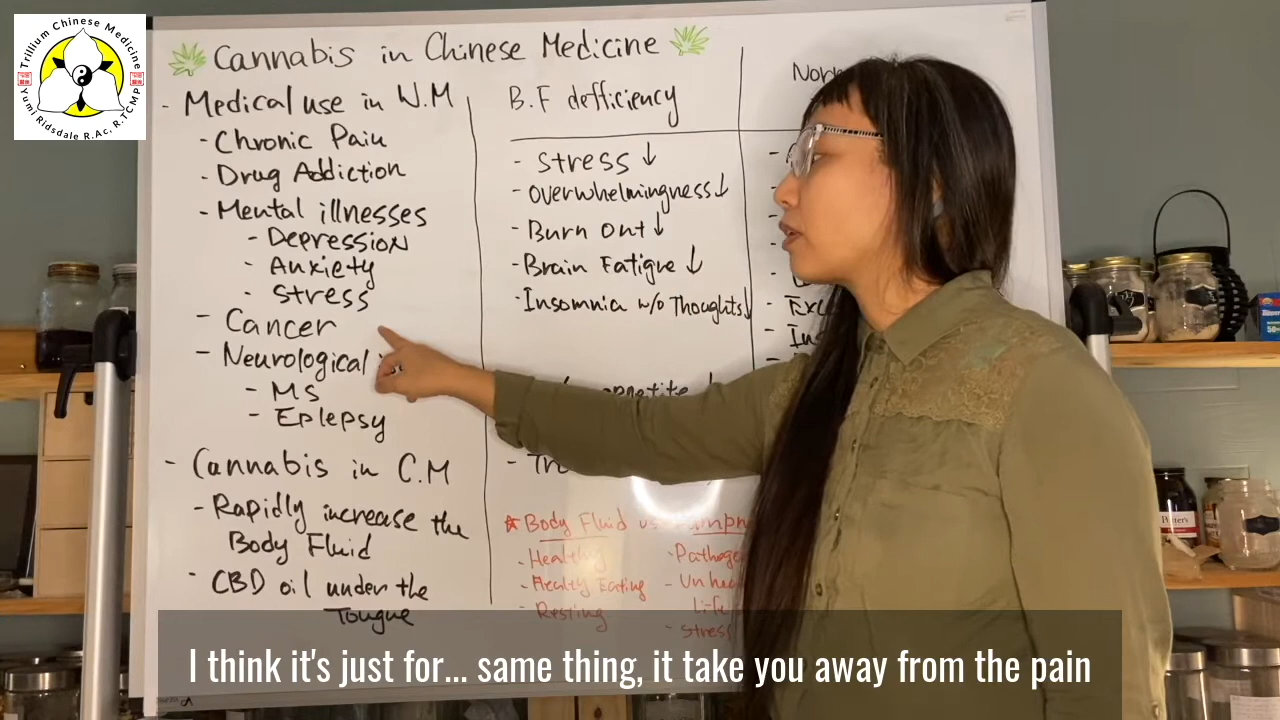 Trillium Chinese Medicine
Yumi Ridsdale R.Ac, R.TCMP
Cannabis in Chinese Medicine
- Medical use in W.M
- Chronic Pain
- Drug Addiction
- Mental illnesses
- Depression
- Anxiety
- Stress
- Cancer
- Neurological
- MS
- Eplepsy
- Cannabis in C.M
- Rapidly increase the
Body Fluid
- CBD oil under the
Tongue
B.F defficiency
- Stress ↓
- overwhelmingness ↓
- Burn out ↓
- Brain Fatigue ↓
- Insomnia w/o Thoughts ↓
★ Body Fluid
- Healthy
- Healty Eating
- Resting
- Stress
I think it's just for... same thing, it take you away from the pain